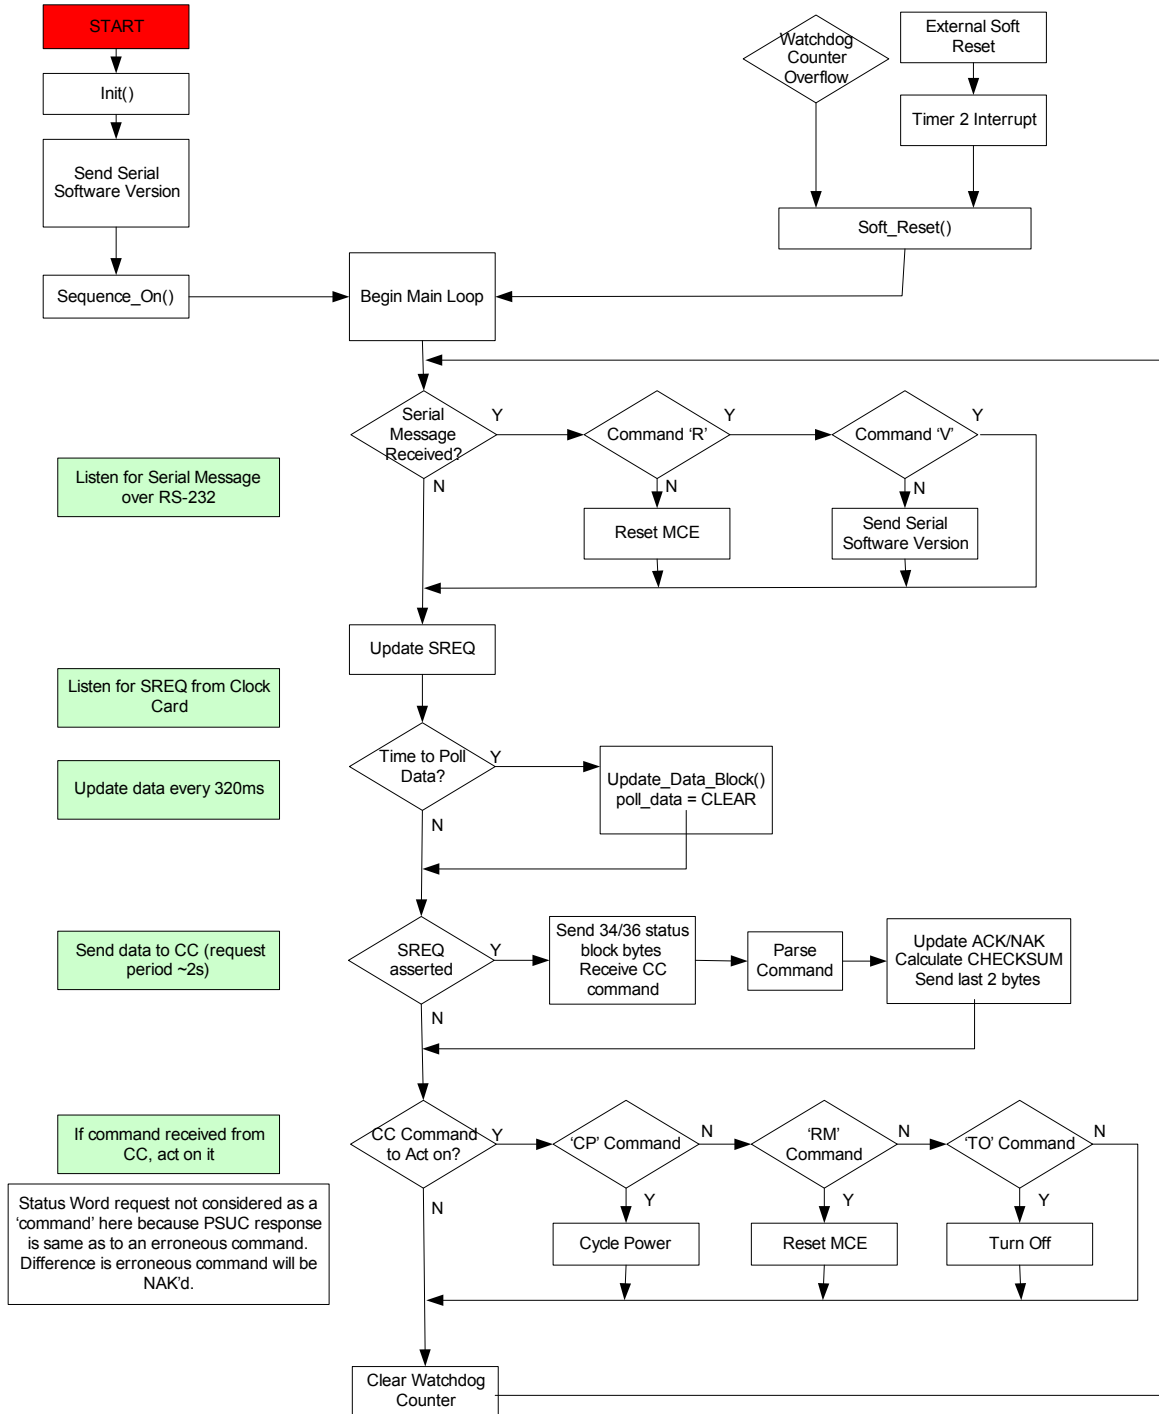 START
Init()
Send Serial
Software Version
Sequence_On()
Watchdog
Counter
Overflow
External Soft
Reset
Timer 2 Interrupt
Soft_Reset()
Begin Main Loop
Serial
Message
Received?
Y
N
Command ‘R’
Y
N
Command ‘V’
Y
N
Listen for Serial Message
over RS-232
Reset MCE
Send Serial
Software Version
Update SREQ
Listen for SREQ from Clock
Card
Time to Poll
Data?
Y
N
Update_Data_Block()
poll_data = CLEAR
Update data every 320ms
SREQ
asserted
Y
N
Send 34/36 status
block bytes
Receive CC
command
Parse
Command
Update ACK/NAK
Calculate CHECKSUM
Send last 2 bytes
Send data to CC (request
period ~2s)
CC Command
to Act on?
Y
N
‘CP’ Command
N
Y
‘RM’
Command
N
Y
‘TO’ Command
N
Y
If command received from
CC, act on it
Status Word request not considered as a
‘command’ here because PSUC response
is same as to an erroneous command.
Difference is erroneous command will be
NAK’d.
Cycle Power
Reset MCE
Turn Off
Clear Watchdog
Counter